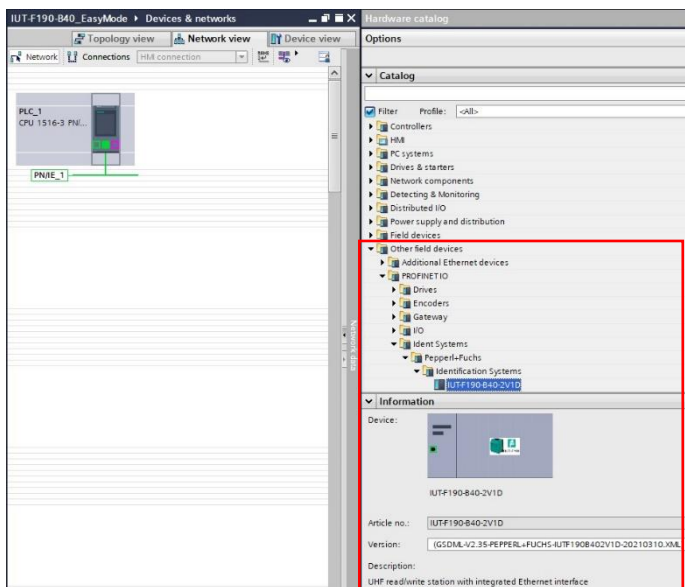 IUT-F190-B40_EasyMode ▸ Devices & networks
Topology view Network view Device view
Network Connections HMI connection
PLC_1
CPU 1516-3 PN/...
PN/IE_1
Network data
Hardware catalog
Options
Catalog
Filter Profile: <All>
Controllers
HMI
PC systems
Drives & starters
Network components
Detecting & Monitoring
Distributed I/O
Power supply and distribution
Field devices
Other field devices
Additional Ethernet devices
PROFINET IO
Drives
Encoders
Gateway
I/O
Ident Systems
Pepperl+Fuchs
Identification Systems
IUT-F190-B40-2V1D
Information
Device:
IUT-F190-B40-2V1D
Article no.: IUT-F190-B40-2V1D
Version: (GSDML-V2.35-PEPPERL+FUCHS-IUTF190B402V1D-20210310.XML
Description:
UHF read/write station with integrated Ethernet interface